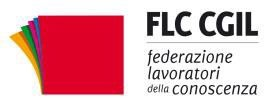 FLC CGIL
federazione
lavoratori
della conoscenza